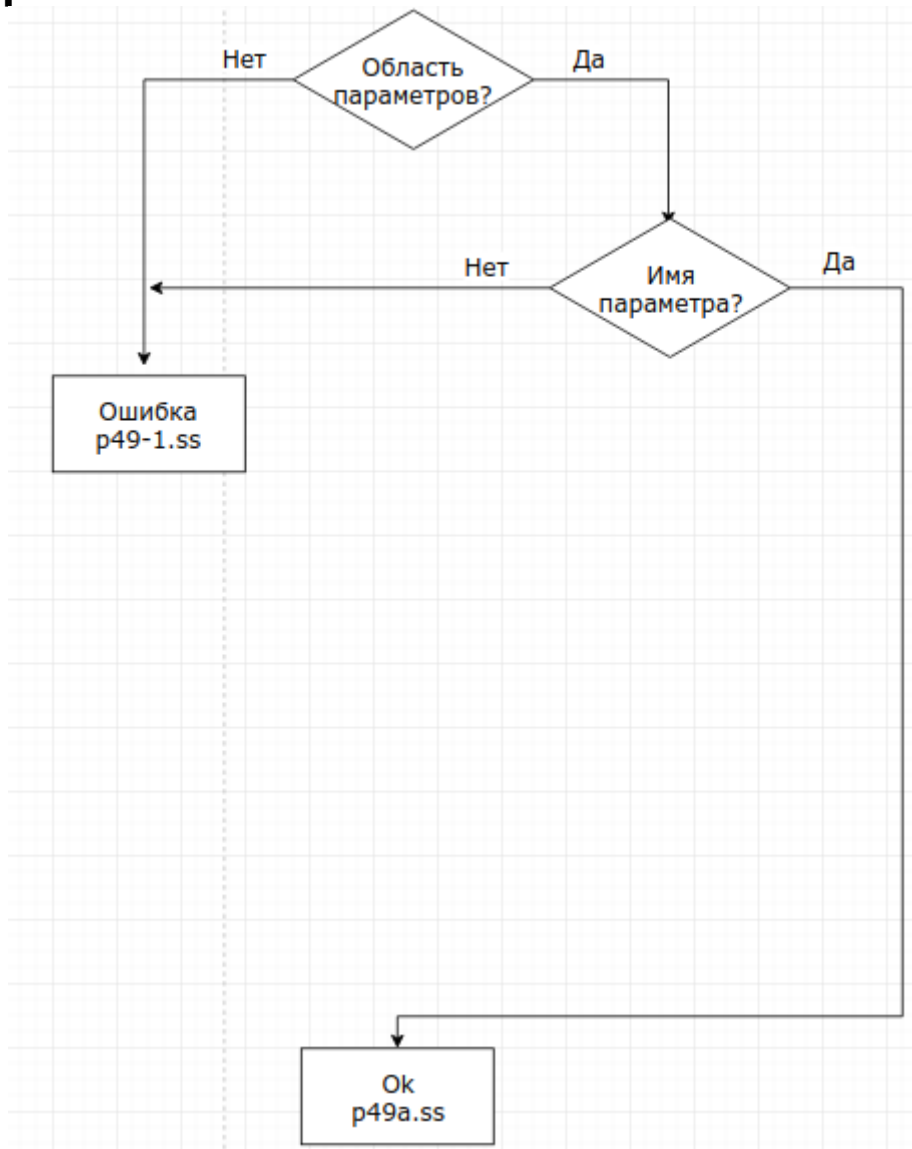 Нет
Да
Область
параметров?
Нет
Да
Имя
параметра?
Ошибка
p49-1.ss
Ok
p49a.ss